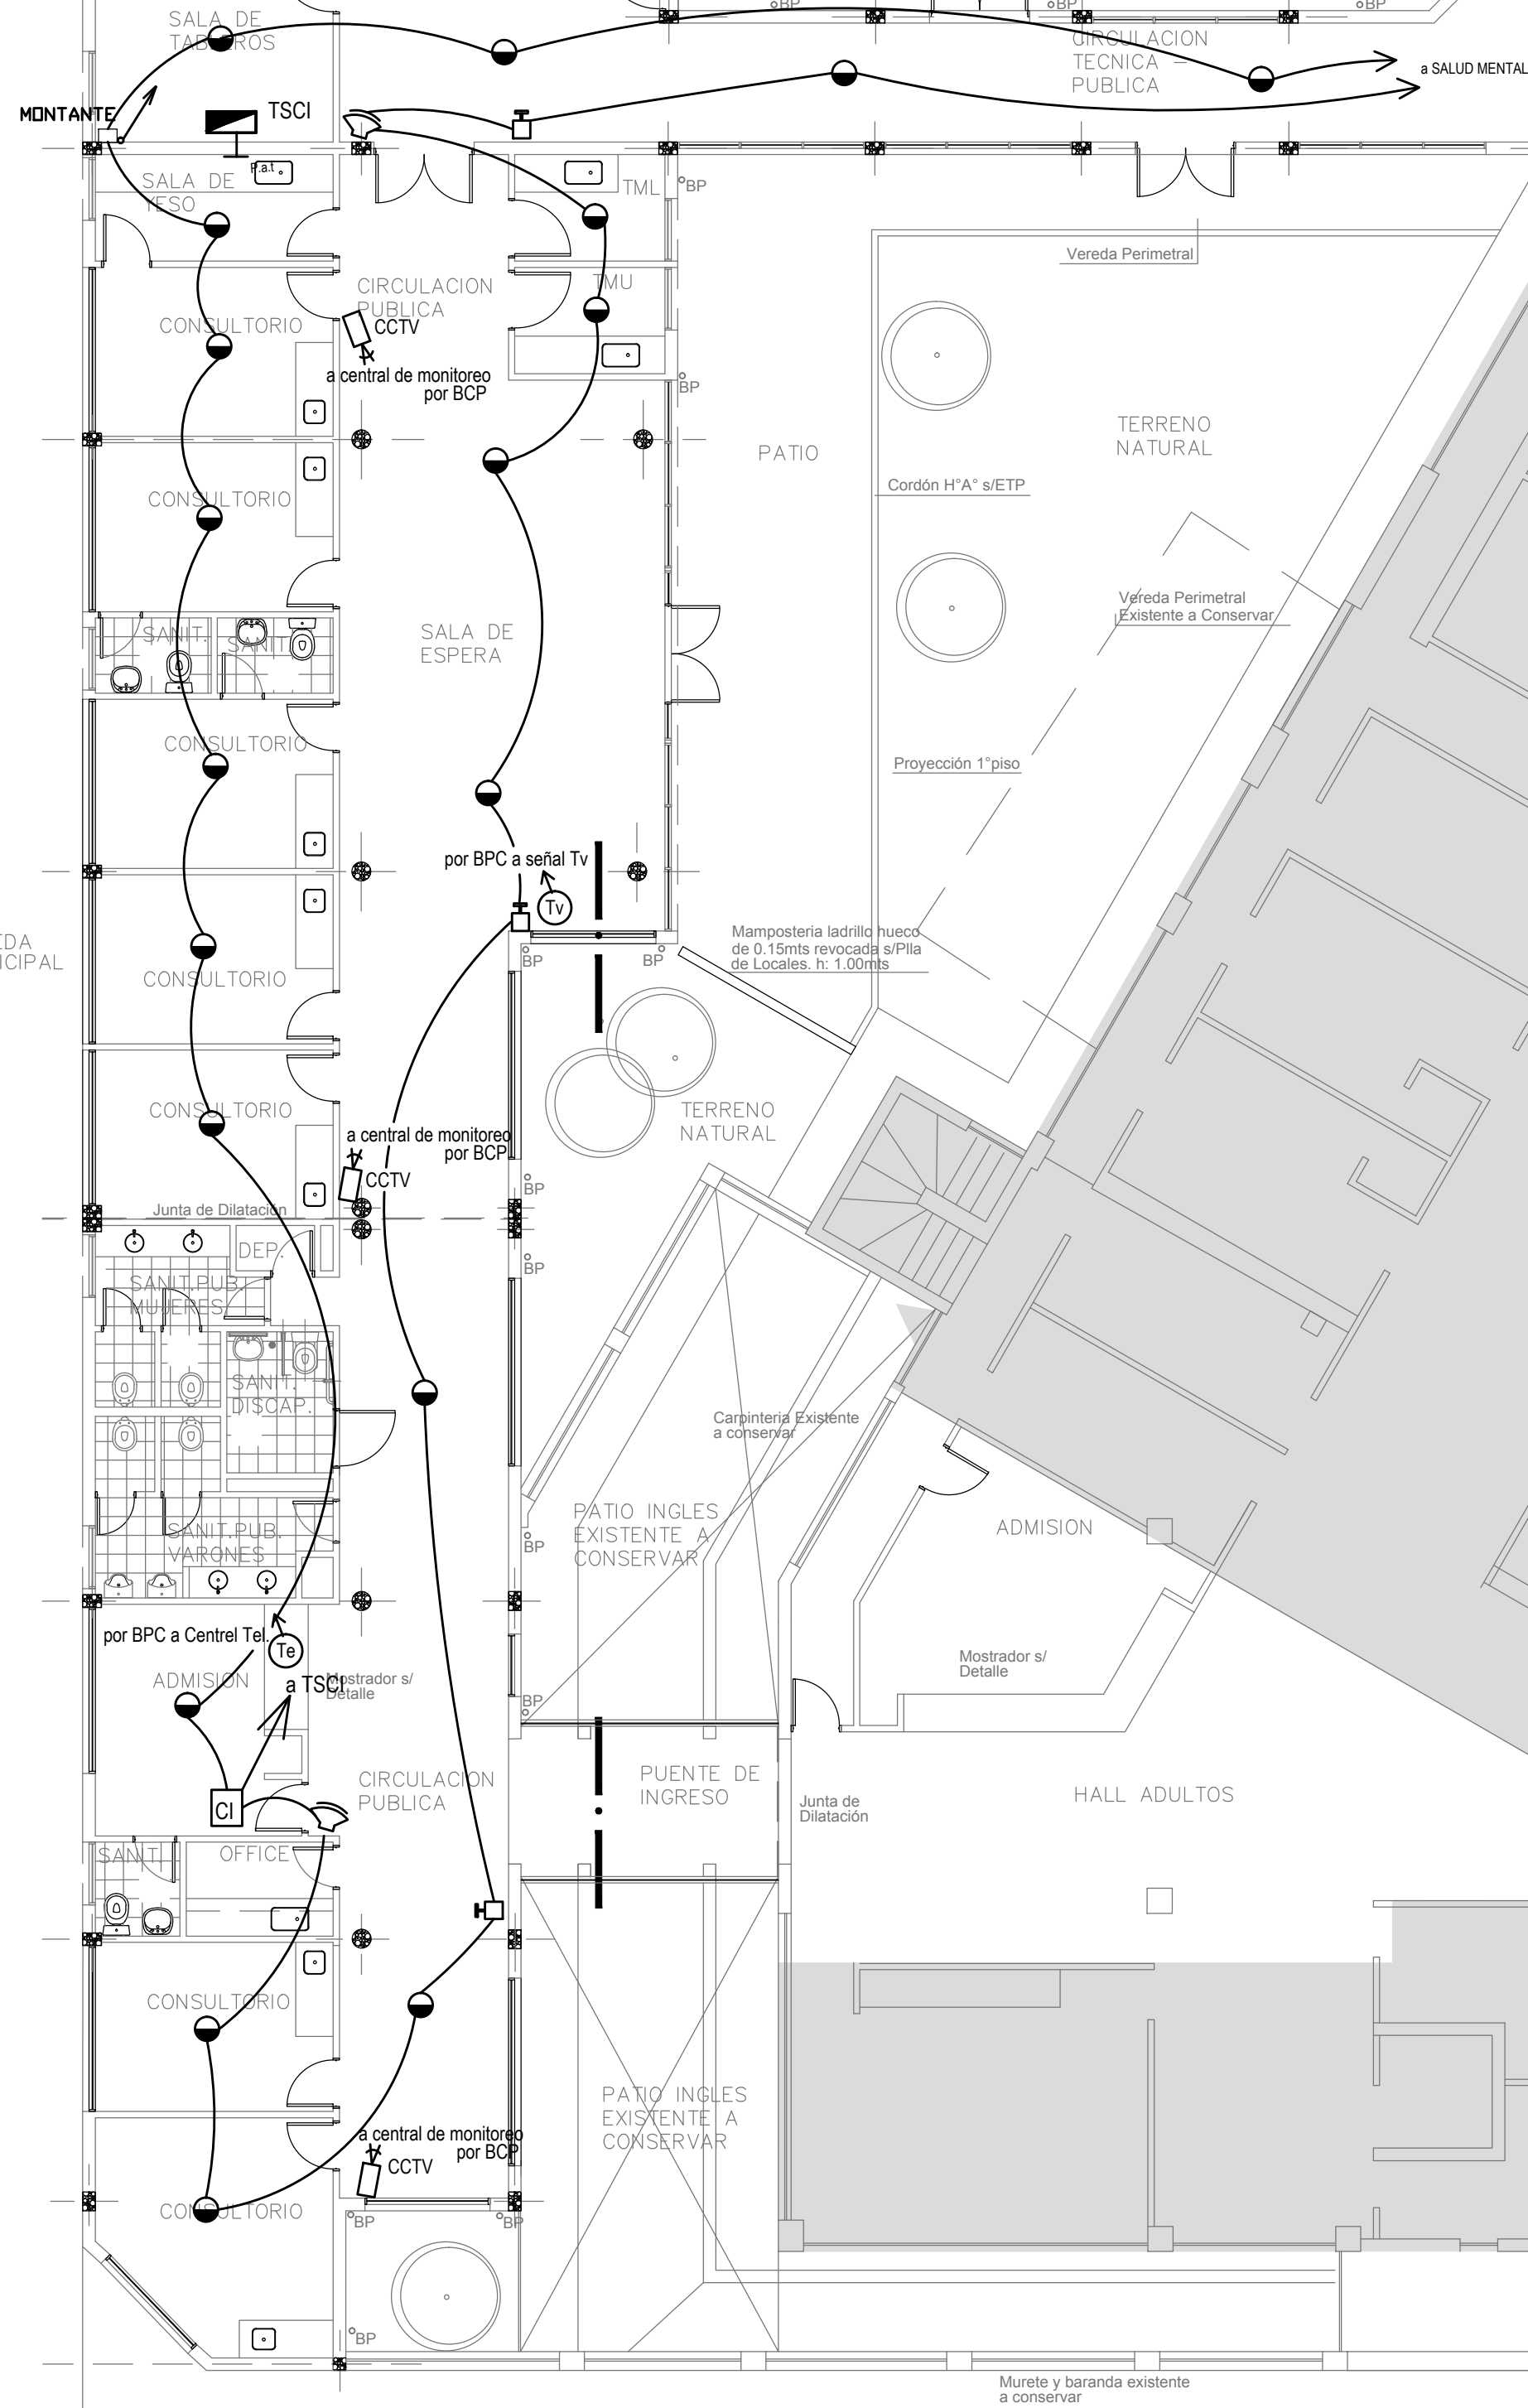 BP
BP
BP
SALA DE
TABLEROS
CIRCULACION
TECNICA –
PUBLICA
a SALUD MENTAL
MONTANTE
TSCI
P.a.t
SALA DE
YESO
TML
BP
Vereda Perimetral
CIRCULACION
PUBLICA
TMU
CONSULTORIO
CCTV
a central de monitoreo
por BCP
BP
TERRENO
NATURAL
PATIO
Cordón H°A° s/ETP
CONSULTORIO
Vereda Perimetral
Existente a Conservar
SALA DE
ESPERA
SANIT.
SANIT.
CONSULTORIO
Proyección 1°piso
por BPC a señal Tv
Tv
Mamposteria ladrillo hueco
de 0.15mts revocada s/Plla
de Locales. h: 1.00mts
BP
BP
CONSULTORIO
CONSULTORIO
TERRENO
NATURAL
a central de monitoreo
por BCP
CCTV
BP
Junta de Dilatación
DEP.
BP
SANIT.PUB.
MUJERES
SANIT.
DISCAP.
Carpinteria Existente
a conservar
PATIO INGLES
EXISTENTE A
CONSERVAR
ADMISION
SANIT.PUB.
VARONES
BP
por BPC a Centrel Tel.
Te
ADMISION
a TSCI
Mostrador s/
Detalle
Mostrador s/
Detalle
BP
CIRCULACION
PUBLICA
PUENTE DE
INGRESO
Junta de
Dilatación
HALL ADULTOS
CI
SANIT.
OFFICE
CONSULTORIO
PATIO INGLES
EXISTENTE A
CONSERVAR
a central de monitoreo
por BCP
CCTV
CONSULTORIO
BP
BP
BP
Murete y baranda existente
a conservar